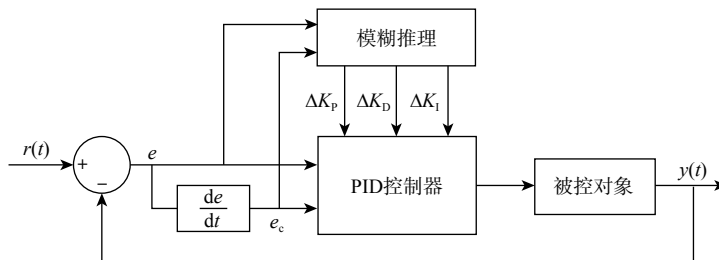 模糊推理
ΔK_P ΔK_D ΔK_I
r(t)
+
−
e
PID控制器
被控对象
y(t)
de/dt
e_c